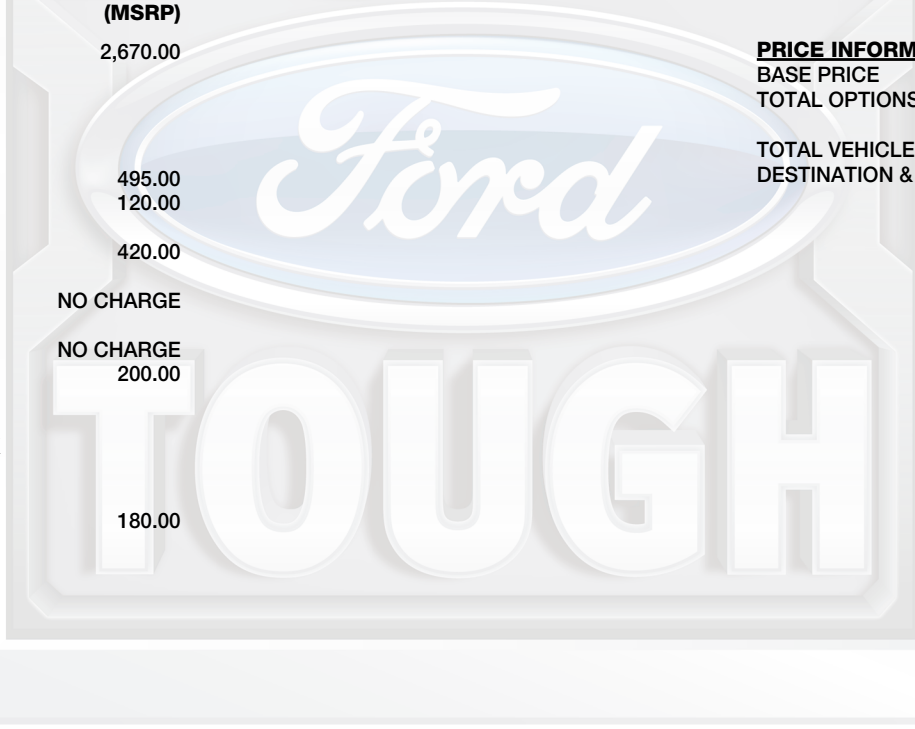 (MSRP)
2,670.00
495.00
120.00
420.00
NO CHARGE
NO CHARGE
200.00
180.00
PRICE INFORM
BASE PRICE
TOTAL OPTIONS
TOTAL VEHICLE
DESTINATION &
Ford
TOUGH